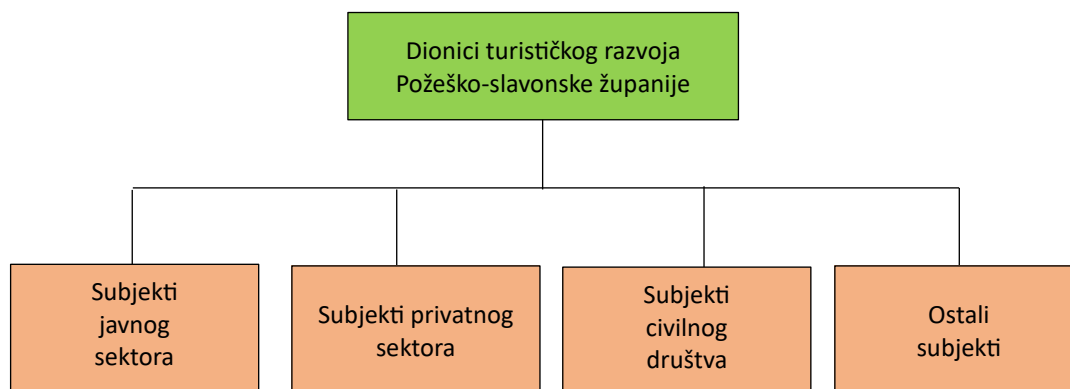 Dionici turističkog razvoja
Požeško-slavonske županije
Subjekti
javnog
sektora
Subjekti privatnog
sektora
Subjekti
civilnog
društva
Ostali
subjekti